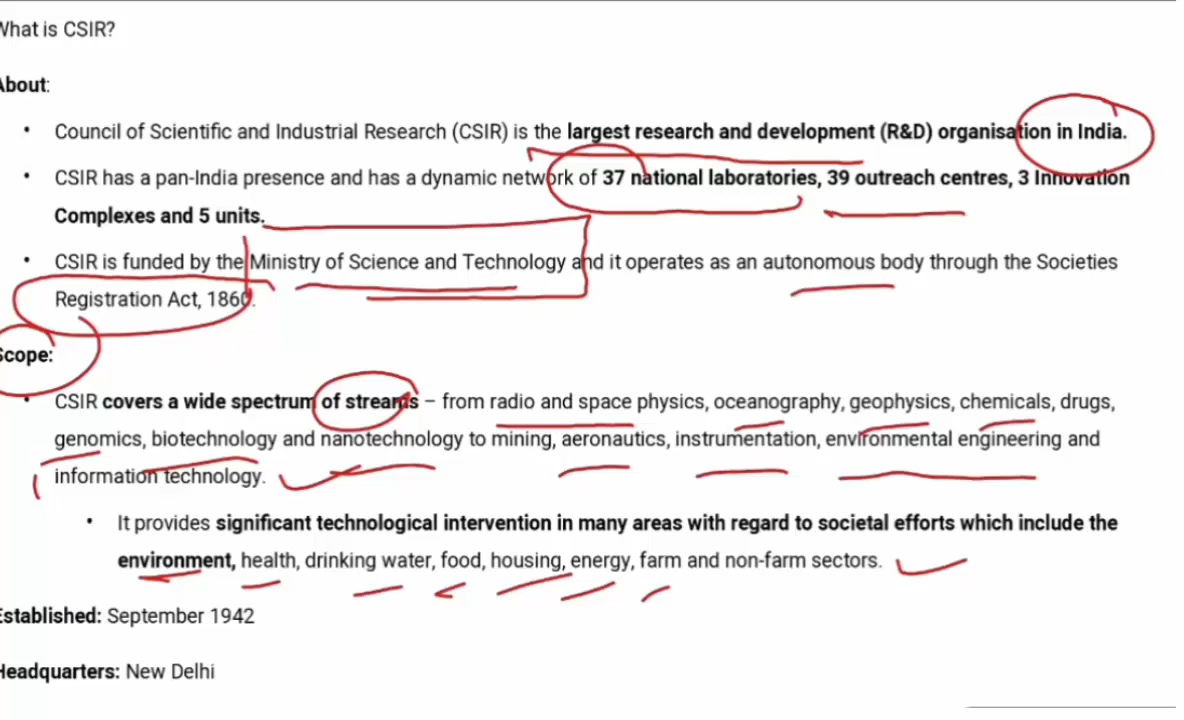 What is CSIR?
About:
• Council of Scientific and Industrial Research (CSIR) is the largest research and development (R&D) organisation in India.
• CSIR has a pan-India presence and has a dynamic network of 37 national laboratories, 39 outreach centres, 3 Innovation
Complexes and 5 units.
• CSIR is funded by the Ministry of Science and Technology and it operates as an autonomous body through the Societies
Registration Act, 1860.
Scope:
• CSIR covers a wide spectrum of streams – from radio and space physics, oceanography, geophysics, chemicals, drugs,
genomics, biotechnology and nanotechnology to mining, aeronautics, instrumentation, environmental engineering and
information technology.
• It provides significant technological intervention in many areas with regard to societal efforts which include the
environment, health, drinking water, food, housing, energy, farm and non-farm sectors.
Established: September 1942
Headquarters: New Delhi